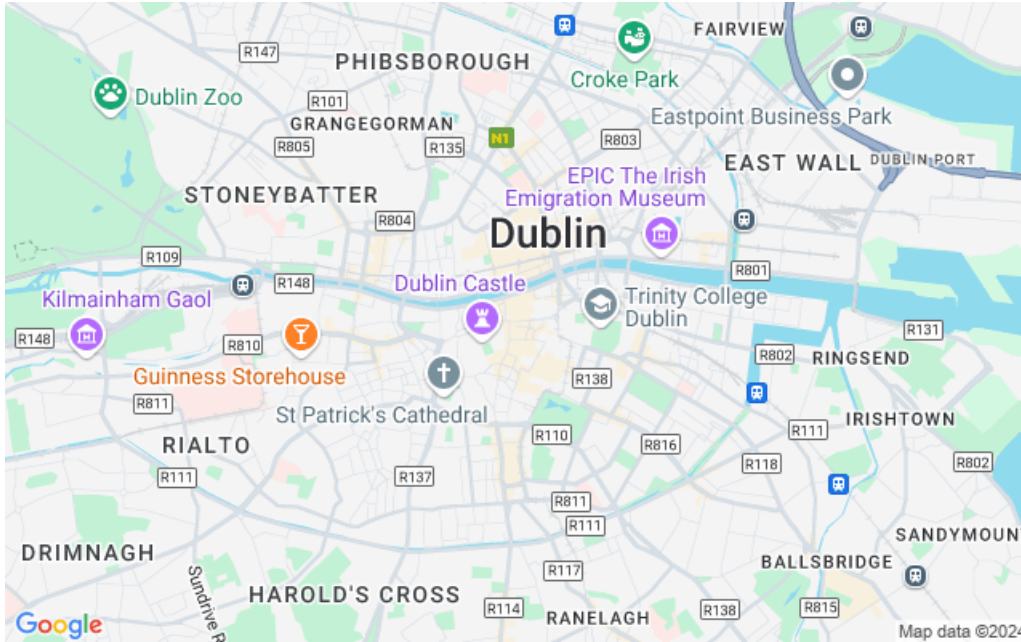 FAIRVIEW
R147
PHIBSBOROUGH
Croke Park
Dublin Zoo
R101
Eastpoint Business Park
GRANGEGORMAN
N1
R803
R805
R135
EAST WALL
DUBLIN PORT
EPIC The Irish
Emigration Museum
STONEYBATTER
R804
Dublin
R109
R801
R148
Dublin Castle
Kilmainham Gaol
Trinity College
Dublin
R148
R810
R131
R802
RINGSEND
Guinness Storehouse
R138
R811
St Patrick's Cathedral
IRISHTOWN
R110
R111
RIALTO
R816
R118
R802
R111
R137
R811
R111
SANDYMOUN
DRIMNAGH
BALLSBRIDGE
R117
Sundrive R
HAROLD'S CROSS
R114
R138
R815
RANELAGH
Google
Map data ©2024